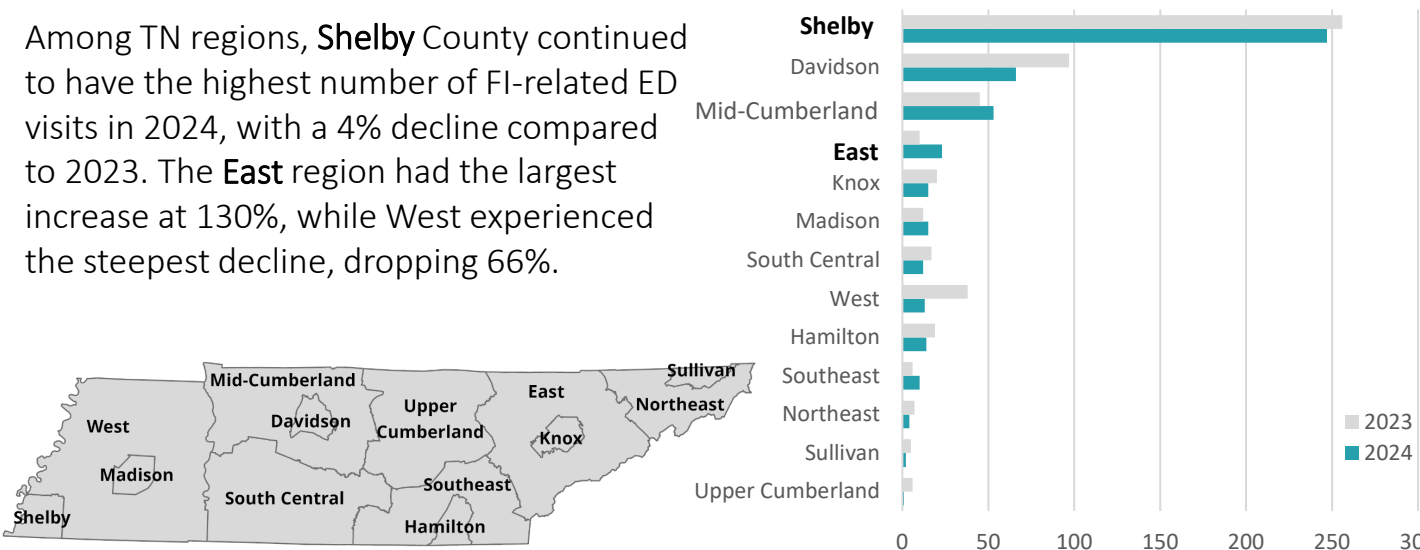 Among TN regions, Shelby County continued
to have the highest number of FI-related ED
visits in 2024, with a 4% decline compared
to 2023. The East region had the largest
increase at 130%, while West experienced
the steepest decline, dropping 66%.
Shelby
Davidson
Mid-Cumberland
East
Knox
Madison
South Central
West
Hamilton
Southeast
Northeast
Sullivan
Upper Cumberland
2023
2024
0 50 100 150 200 250
Sullivan
Mid-Cumberland
East
Upper
Cumberland
Northeast
Davidson
West
Knox
Madison
Southeast
South Central
Shelby
Hamilton